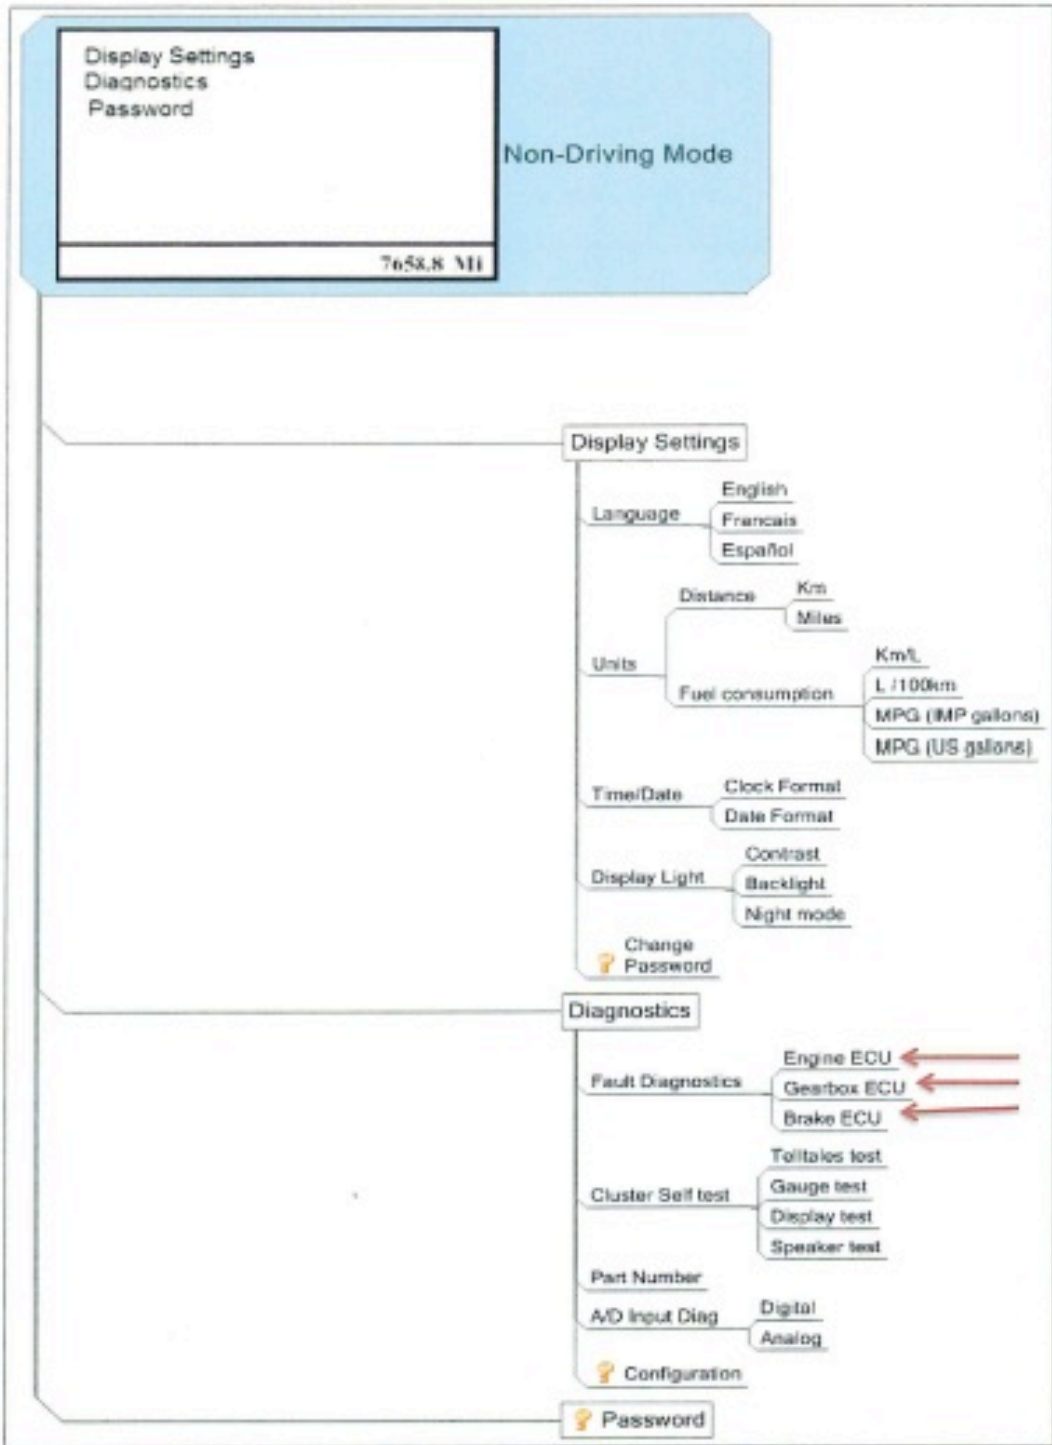 Display Settings
Diagnostics
Password
7658.8 Mi
Non-Driving Mode
Display Settings
Language
English
Francais
Español
Units
Distance
Km
Miles
Fuel consumption
Km/L
L /100km
MPG (IMP gallons)
MPG (US gallons)
Time/Date
Clock Format
Date Format
Display Light
Contrast
Backlight
Night mode
Change
Password
Diagnostics
Fault Diagnostics
Engine ECU
Gearbox ECU
Brake ECU
Cluster Self test
Telltales test
Gauge test
Display test
Speaker test
Part Number
A/D Input Diag
Digital
Analog
Configuration
Password